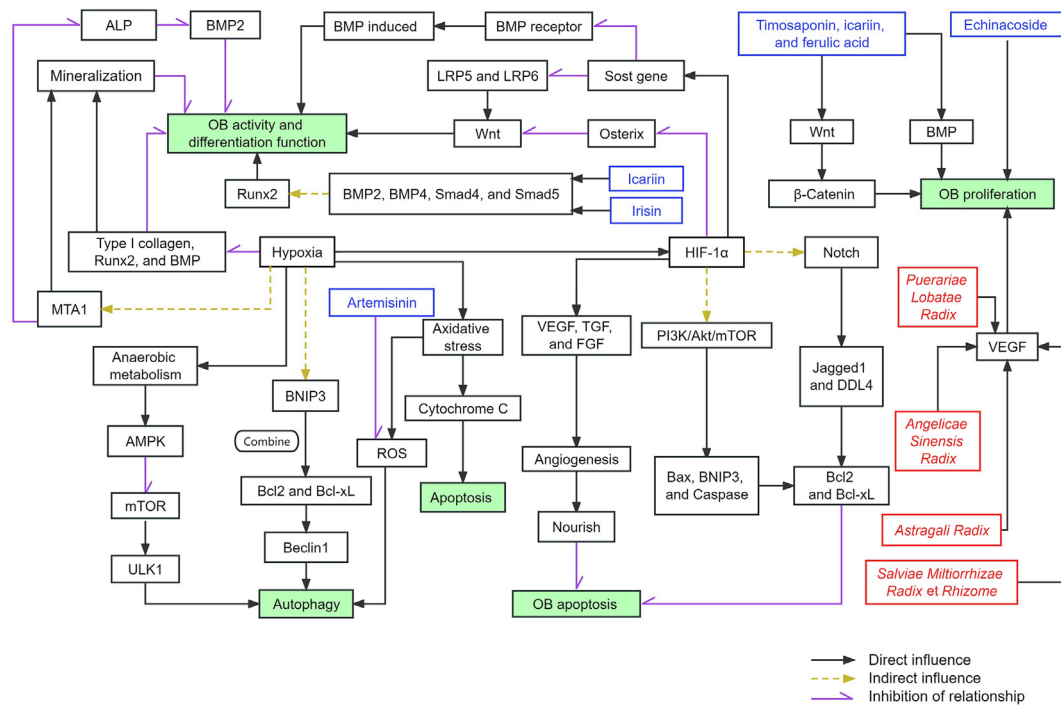 ALP
BMP2
BMP induced
BMP receptor
Timosaponin, icariin,
and ferulic acid
Echinacoside
Mineralization
LRP5 and LRP6
Sost gene
OB activity and
differentiation function
Wnt
Osterix
Wnt
BMP
Runx2
BMP2, BMP4, Smad4, and Smad5
Icariin
Irisin
β-Catenin
OB proliferation
Type I collagen,
Runx2, and BMP
Hypoxia
HIF-1α
Notch
MTA1
Artemisinin
Axidative
stress
VEGF, TGF,
and FGF
PI3K/Akt/mTOR
Puerariae
Lobatae
Radix
VEGF
Anaerobic
metabolism
BNIP3
Cytochrome C
Jagged1
and DDL4
Angelicae
Sinensis
Radix
AMPK
Combine
ROS
Angiogenesis
mTOR
Bcl2 and Bcl-xL
Apoptosis
Bax, BNIP3,
and Caspase
Bcl2
and Bcl-xL
Nourish
Astragali Radix
Beclin1
ULK1
Autophagy
OB apoptosis
Salviae Miltiorrhizae
Radix et Rhizome
Direct influence
Indirect influence
Inhibition of relationship